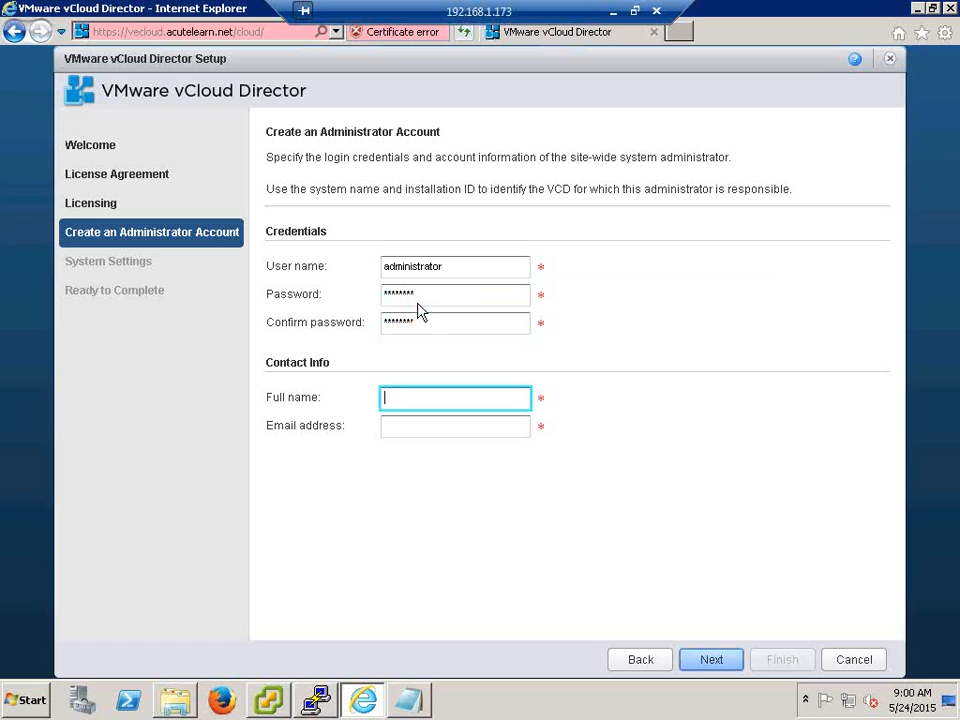 VMware vCloud Director - Internet Explorer
192.168.1.173
https://vecloud.acutelearn.net/cloud/
Certificate error
VMware vCloud Director
VMware vCloud Director Setup
VMware vCloud Director
Welcome
License Agreement
Licensing
Create an Administrator Account
System Settings
Ready to Complete
Create an Administrator Account
Specify the login credentials and account information of the site-wide system administrator.
Use the system name and installation ID to identify the VCD for which this administrator is responsible.
Credentials
User name: administrator *
Password: ******** *
Confirm password: ******** *
Contact Info
Full name: *
Email address: *
Back
Next
Finish
Cancel
Start
9:00 AM
5/24/2015